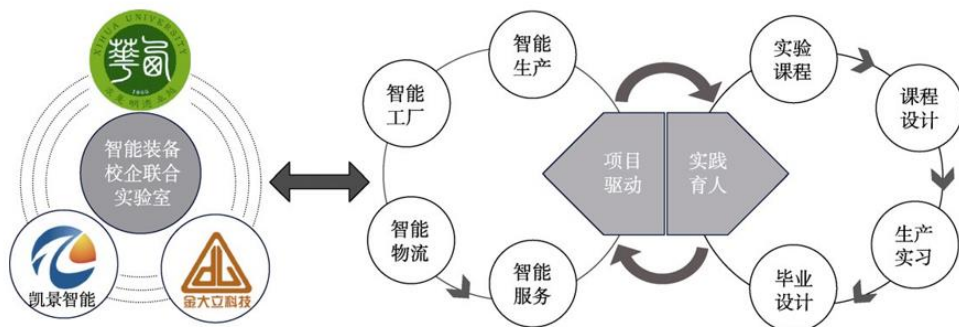 XIHUA UNIVERSITY
1960
智能装备
校企联合
实验室
凯景智能
金大立科技
智能
工厂
智能
生产
智能
物流
智能
服务
项目
驱动
实践
育人
实验
课程
课程
设计
生产
实习
毕业
设计